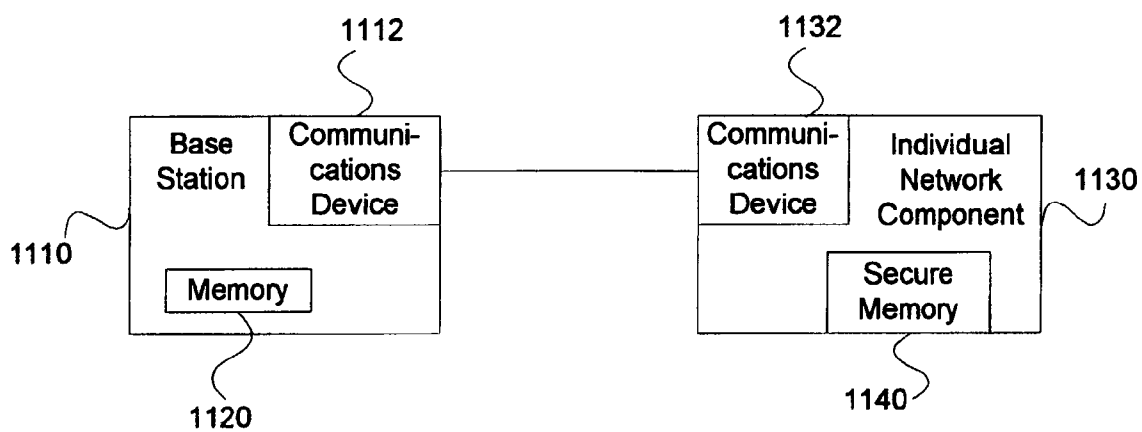 1112
1132
Base
Station
Communi-
cations
Device
Communi-
cations
Device
Individual
Network
Component
1130
1110
Memory
Secure
Memory
1120
1140